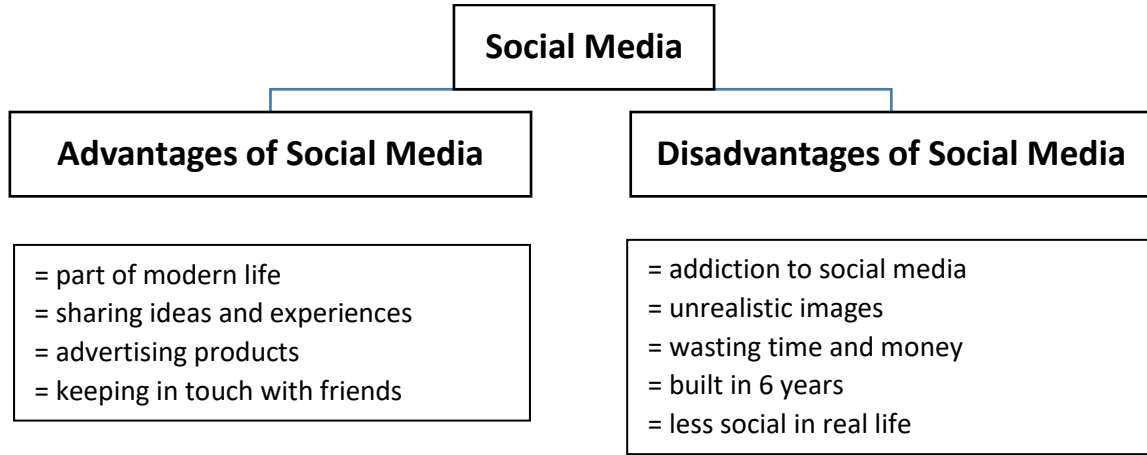 Social Media
Advantages of Social Media
= part of modern life
= sharing ideas and experiences
= advertising products
= keeping in touch with friends
Disadvantages of Social Media
= addiction to social media
= unrealistic images
= wasting time and money
= built in 6 years
= less social in real life